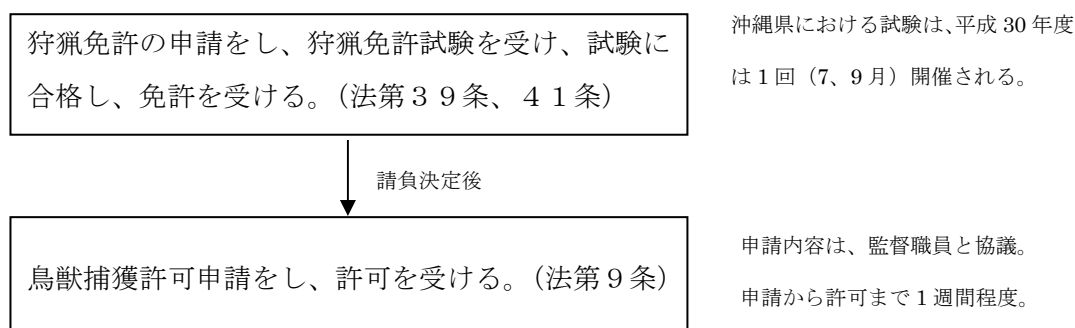 狩猟免許の申請をし、狩猟免許試験を受け、試験に
合格し、免許を受ける。（法第３９条、４１条）
沖縄県における試験は、平成 30 年度
は 1 回（7、9 月）開催される。
請負決定後
鳥獣捕獲許可申請をし、許可を受ける。（法第９条）
申請内容は、監督職員と協議。
申請から許可まで 1 週間程度。